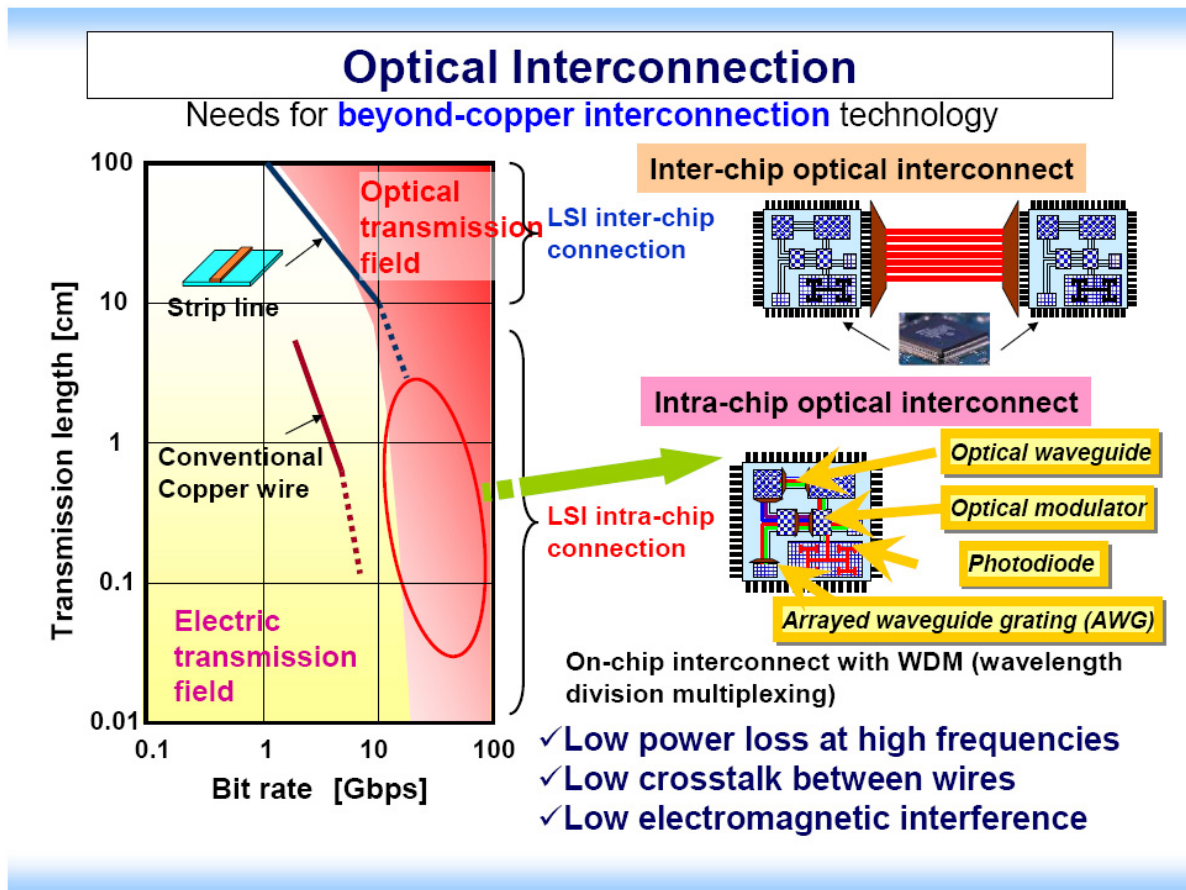 Optical Interconnection
Needs for beyond-copper interconnection technology
100
10
1
0.1
0.01
Transmission length [cm]
0.1
1
10
100
Bit rate [Gbps]
Optical
transmission
field
Strip line
Conventional
Copper wire
Electric
transmission
field
LSI inter-chip
connection
LSI intra-chip
connection
Inter-chip optical interconnect
Intra-chip optical interconnect
Optical waveguide
Optical modulator
Photodiode
Arrayed waveguide grating (AWG)
On-chip interconnect with WDM (wavelength
division multiplexing)
✓Low power loss at high frequencies
✓Low crosstalk between wires
✓Low electromagnetic interference